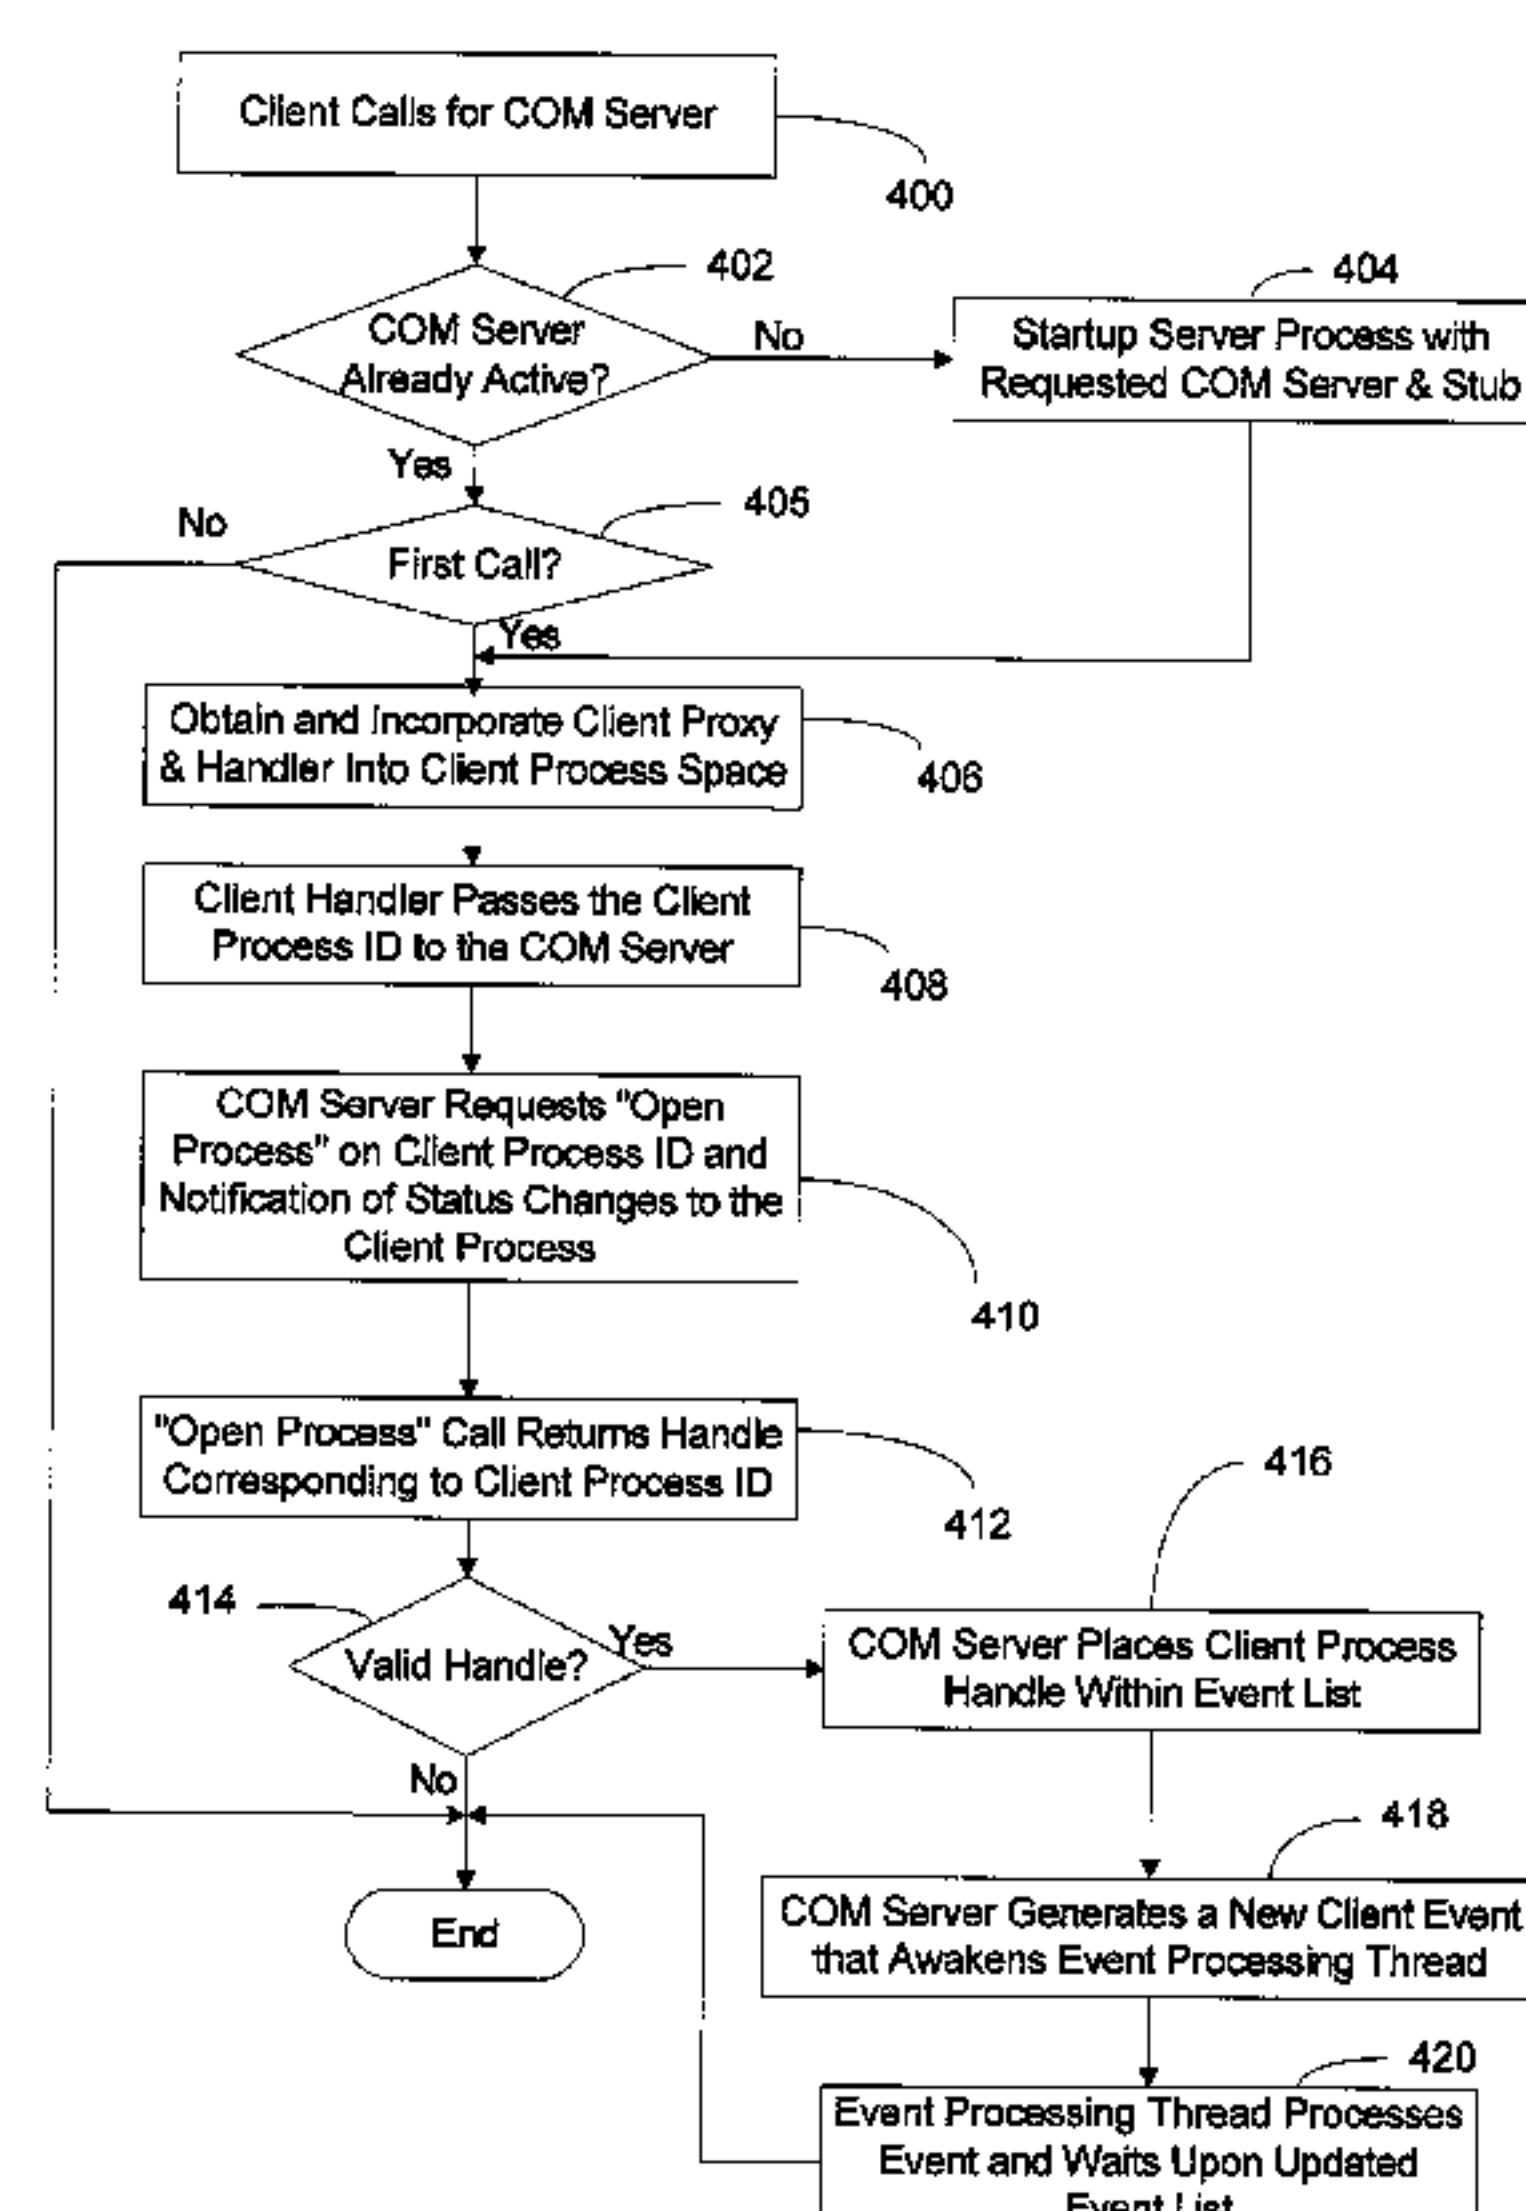 Client Calls for COM Server
400
402
COM Server
Already Active?
No
404
Startup Server Process with
Requested COM Server & Stub
Yes
405
No
First Call?
Yes
Obtain and Incorporate Client Proxy
& Handler Into Client Process Space
406
Client Handler Passes the Client
Process ID to the COM Server
408
COM Server Requests "Open
Process" on Client Process ID and
Notification of Status Changes to the
Client Process
410
"Open Process" Call Returns Handle
Corresponding to Client Process ID
412
414
Valid Handle?
Yes
416
COM Server Places Client Process
Handle Within Event List
No
418
COM Server Generates a New Client Event
that Awakens Event Processing Thread
End
420
Event Processing Thread Processes
Event and Waits Upon Updated
Event List